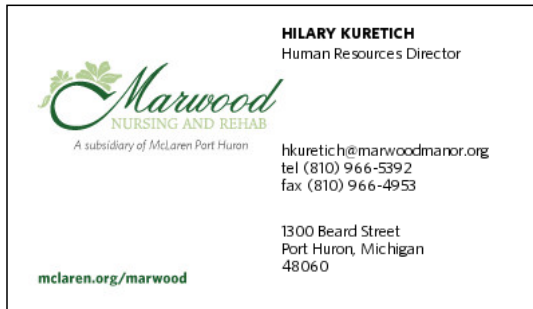 HILARY KURETICH
Human Resources Director
Marwood
NURSING AND REHAB
A subsidiary of McLaren Port Huron
hkuretich@marwoodmanor.org
tel (810) 966-5392
fax (810) 966-4953
1300 Beard Street
Port Huron, Michigan
48060
mclaren.org/marwood